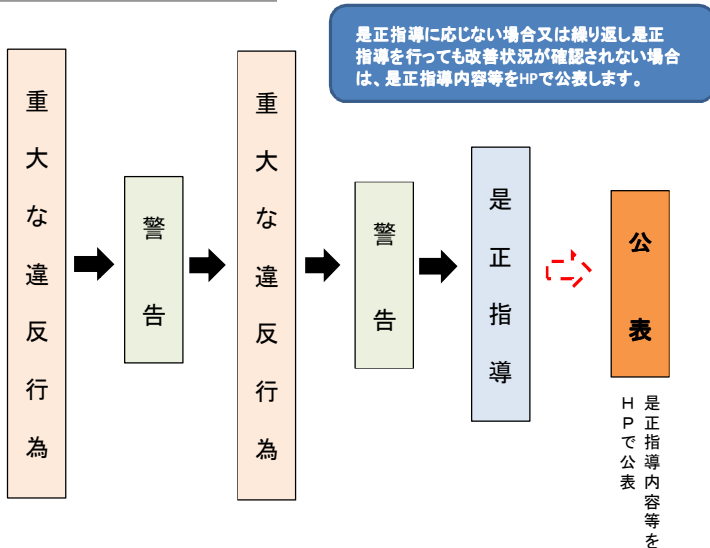 是正指導に応じない場合又は繰り返し是正
指導を行っても改善状況が確認されない場合
は、是正指導内容等をHPで公表します。
重大な違反行為
警告
重大な違反行為
警告
是正指導
公表
是正指導内容等を
HPで公表